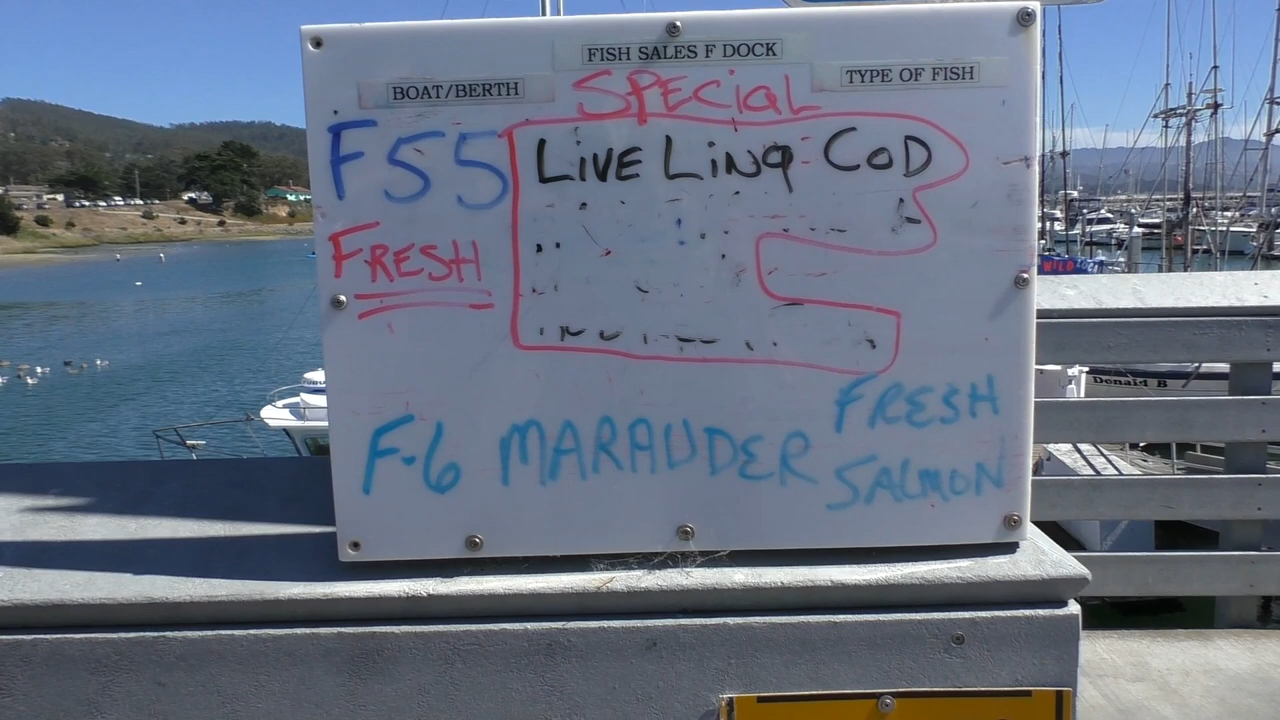 FISH SALES F DOCK
BOAT/BERTH
TYPE OF FISH
SPECiAL
F55
LiVE LiNg COD
FRESH
F-6 MARAUDER FRESH SALMON
Donald B